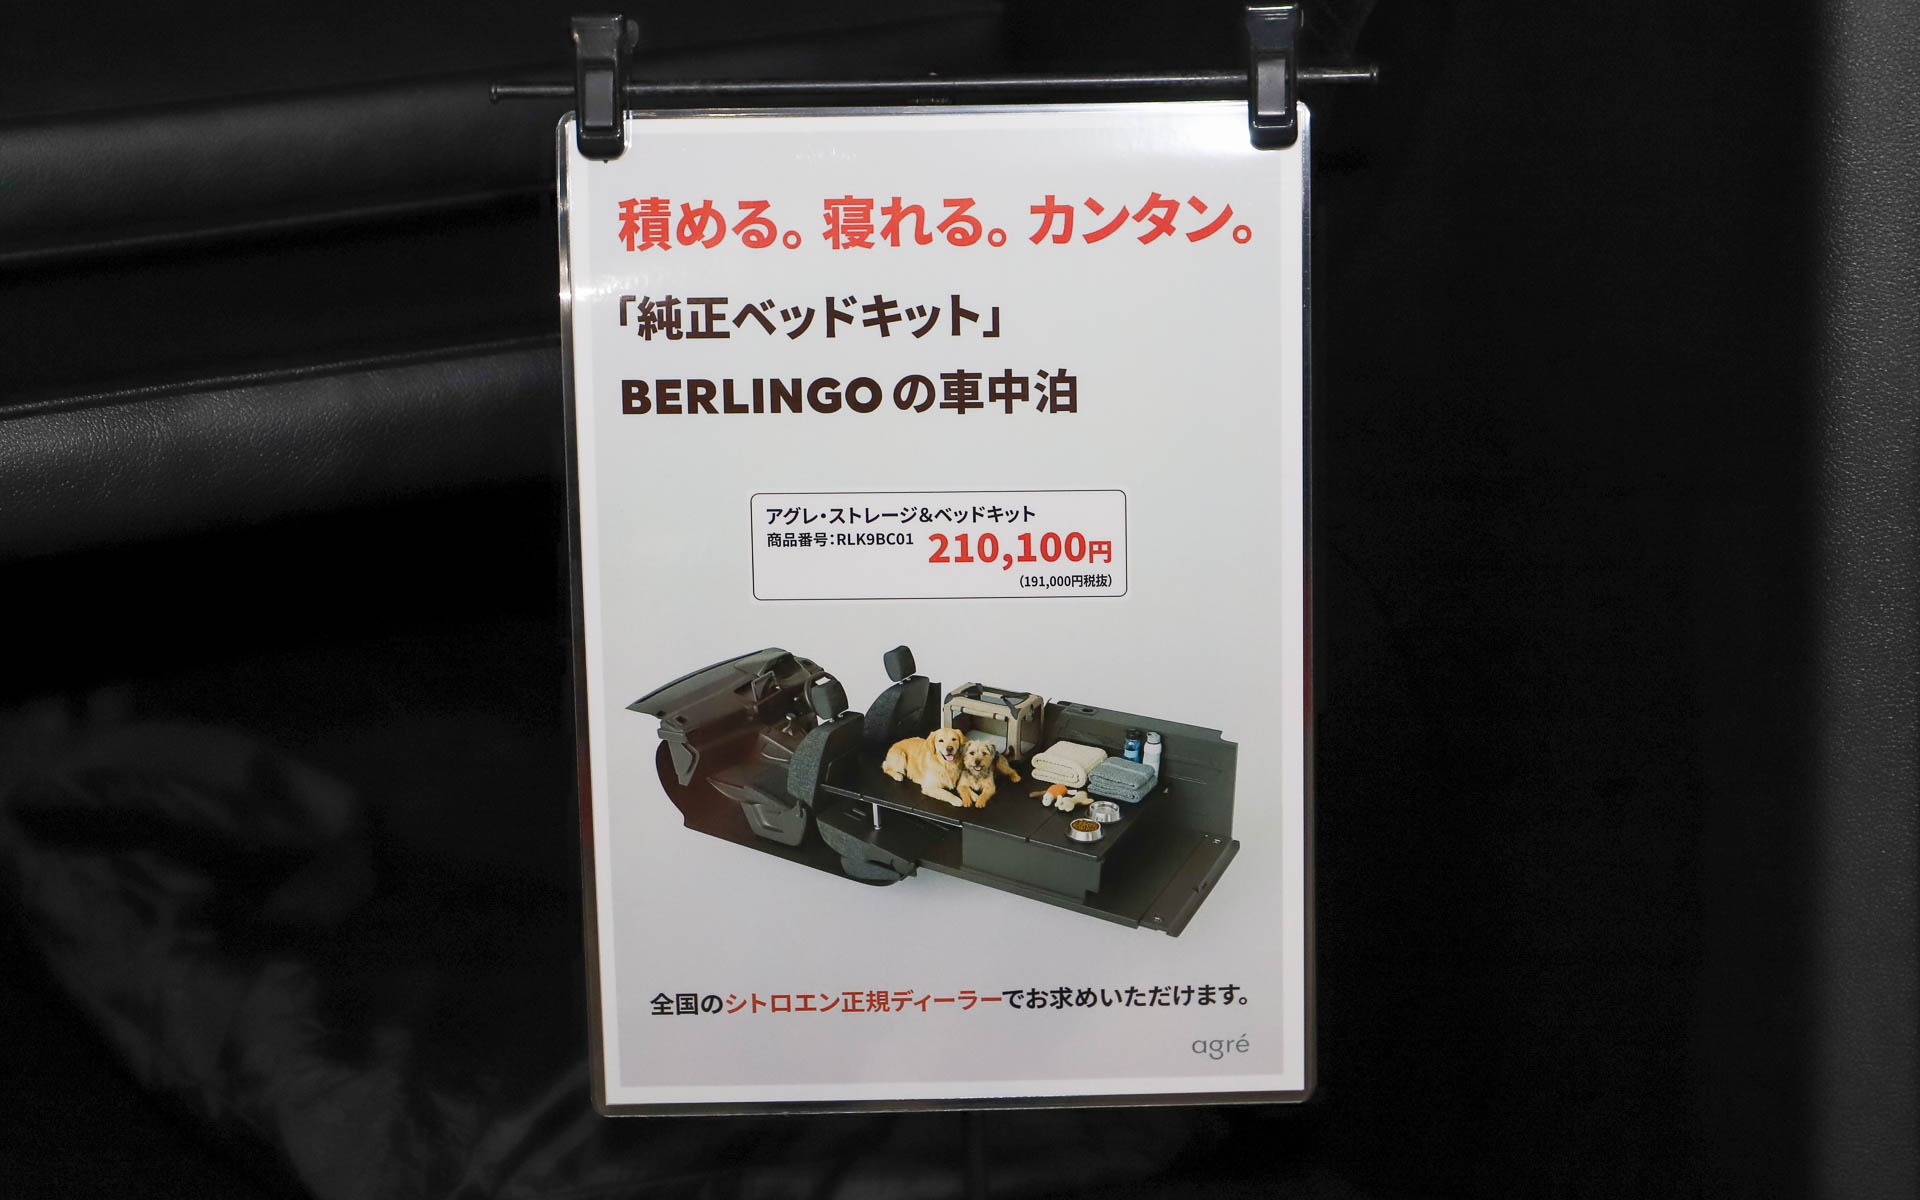 積める。寝れる。カンタン。
「純正ベッドキット」
BERLINGOの車中泊
アグレ・ストレージ&ベッドキット
商品番号：RLK9BC01 210,100円
（191,000円税抜）
全国のシトロエン正規ディーラーでお求めいただけます。
agré